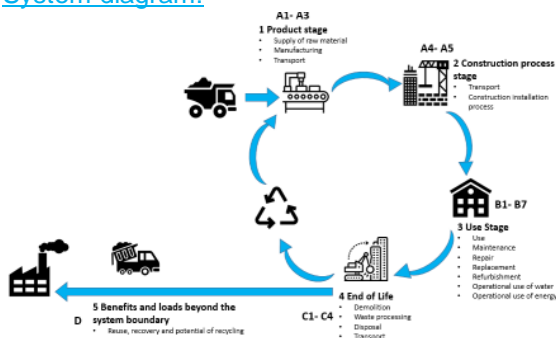 System diagram:
A1- A3
1 Product stage
• Supply of raw material
• Manufacturing
• Transport
A4- A5
2 Construction process
stage
• Transport
• Construction installation
process
B1- B7
3 Use Stage
• Use
• Maintenance
• Repair
• Replacement
• Refurbishment
• Operational use of water
• Operational use of energy
4 End of Life
C1- C4
• Demolition
• Waste processing
• Disposal
• Transport
5 Benefits and loads beyond the
D system boundary
• Reuse, recovery and potential of recycling